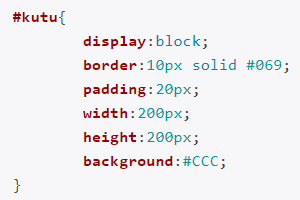 #kutu{
display:block;
border:10px solid #069;
padding:20px;
width:200px;
height:200px;
background:#CCC;
}